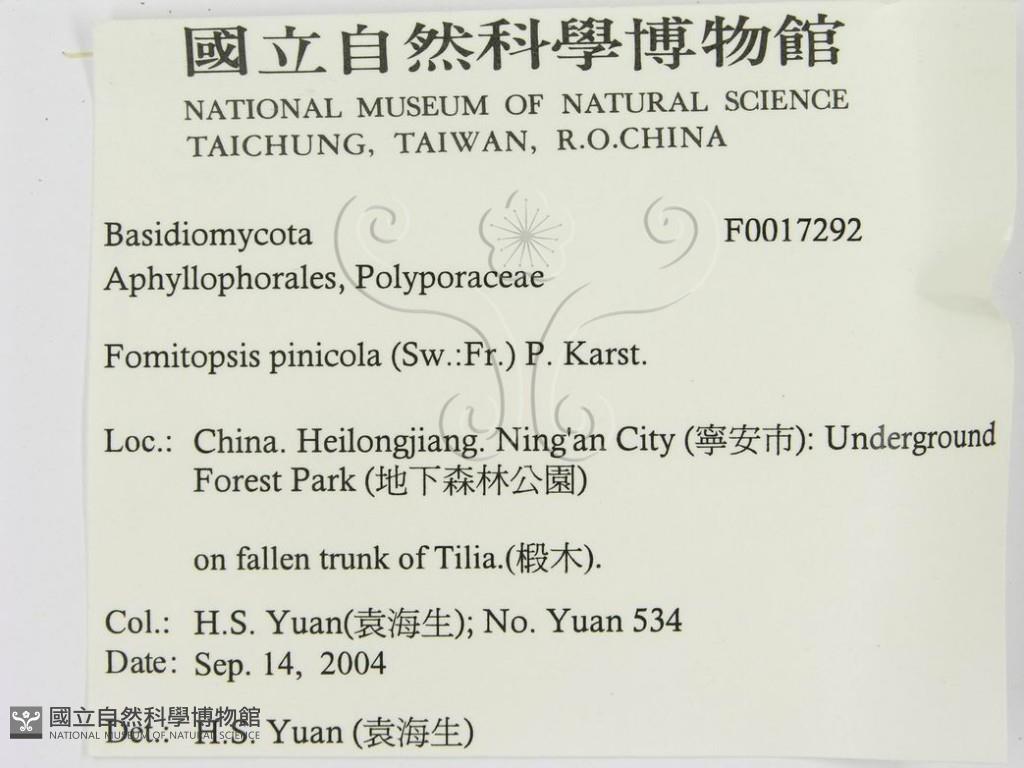 國立自然科學博物館
NATIONAL MUSEUM OF NATURAL SCIENCE
TAICHUNG, TAIWAN, R.O.CHINA
Basidiomycota F0017292
Aphyllophorales, Polyporaceae
Fomitopsis pinicola (Sw.:Fr.) P. Karst.
Loc.: China. Heilongjiang. Ning'an City (寧安市): Underground
Forest Park (地下森林公園)
on fallen trunk of Tilia.(椴木).
Col.: H.S. Yuan(袁海生); No. Yuan 534
Date: Sep. 14, 2004
Det.: H.S. Yuan (袁海生)
國立自然科學博物館
NATIONAL MUSEUM OF NATURAL SCIENCE